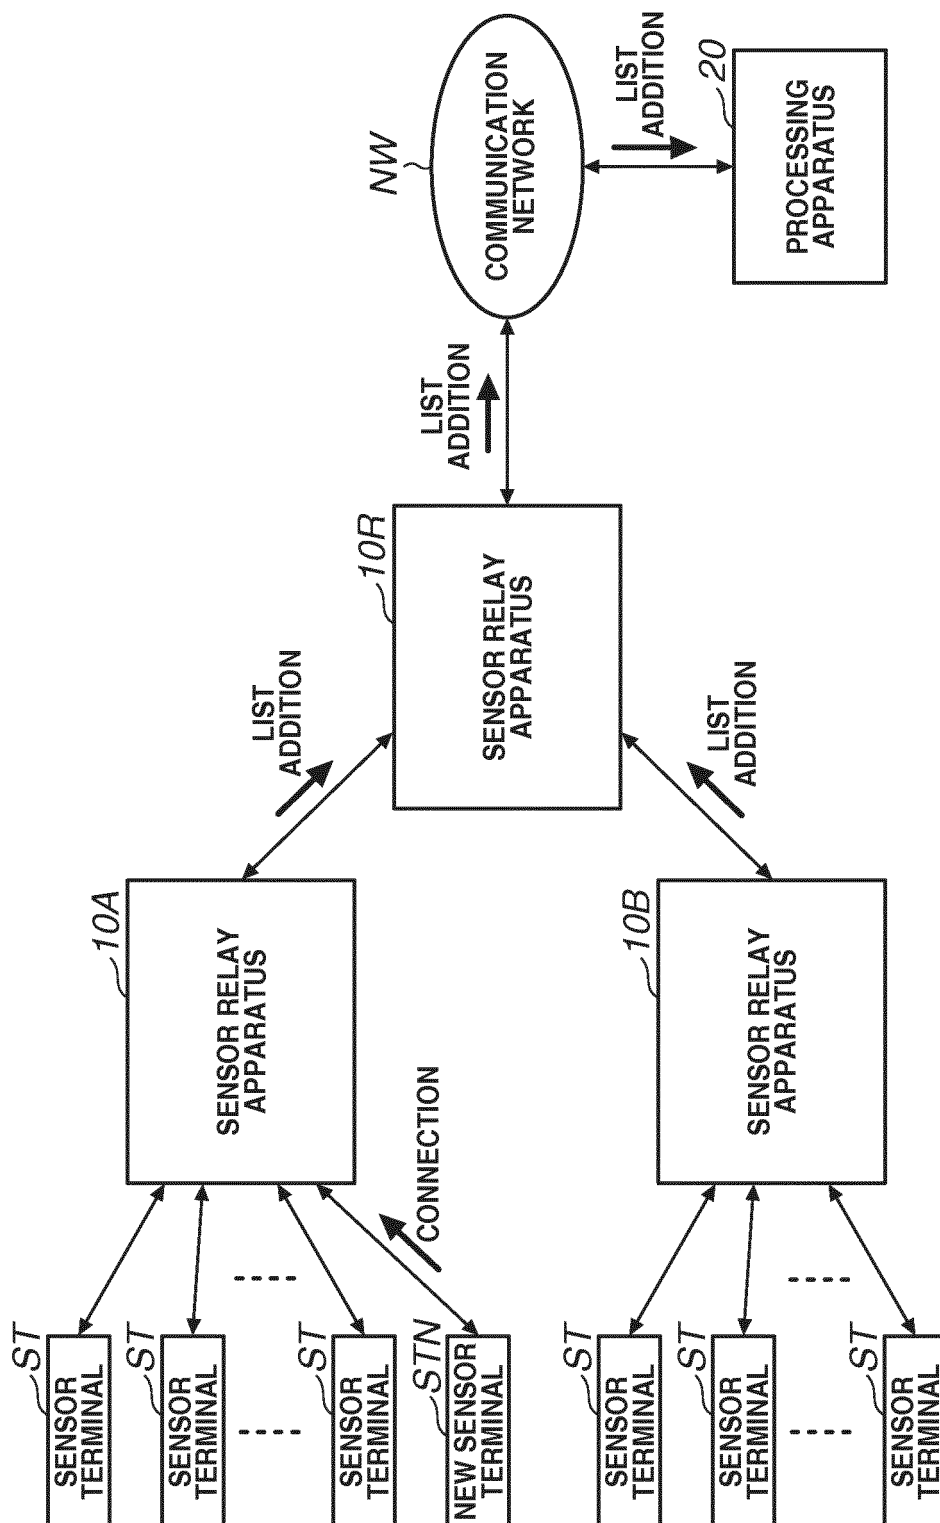 ST
SENSOR
TERMINAL
ST
SENSOR
TERMINAL
ST
SENSOR
TERMINAL
STN
NEW SENSOR
TERMINAL
CONNECTION
ST
SENSOR
TERMINAL
ST
SENSOR
TERMINAL
ST
SENSOR
TERMINAL
10A
SENSOR RELAY
APPARATUS
10B
SENSOR RELAY
APPARATUS
LIST
ADDITION
LIST
ADDITION
10R
SENSOR RELAY
APPARATUS
LIST
ADDITION
NW
COMMUNICATION
NETWORK
LIST
ADDITION
20
PROCESSING
APPARATUS